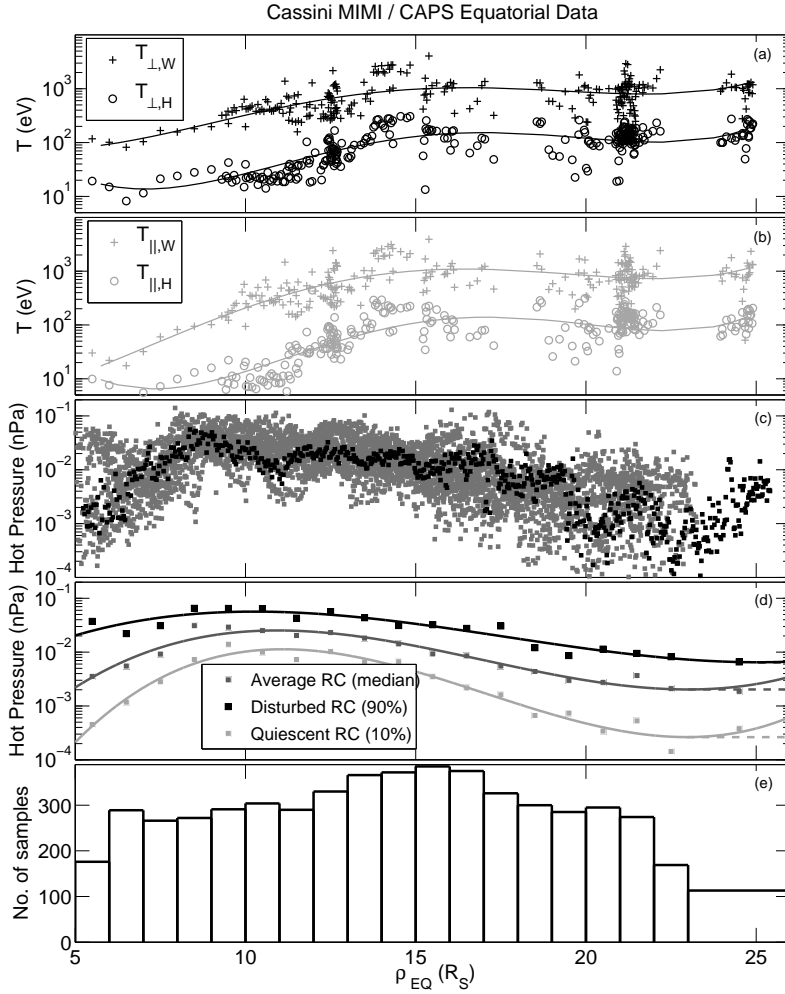 Cassini MIMI / CAPS Equatorial Data
(a)
T⊥,W
T⊥,H
T (eV)
10³
10²
10¹
(b)
T||,W
T||,H
T (eV)
10³
10²
10¹
(c)
Hot Pressure (nPa)
10⁻¹
10⁻²
10⁻³
10⁻⁴
(d)
Hot Pressure (nPa)
10⁻¹
10⁻²
10⁻³
10⁻⁴
Average RC (median)
Disturbed RC (90%)
Quiescent RC (10%)
(e)
No. of samples
300
200
100
0
5 10 15 20 25
ρEQ (RS)